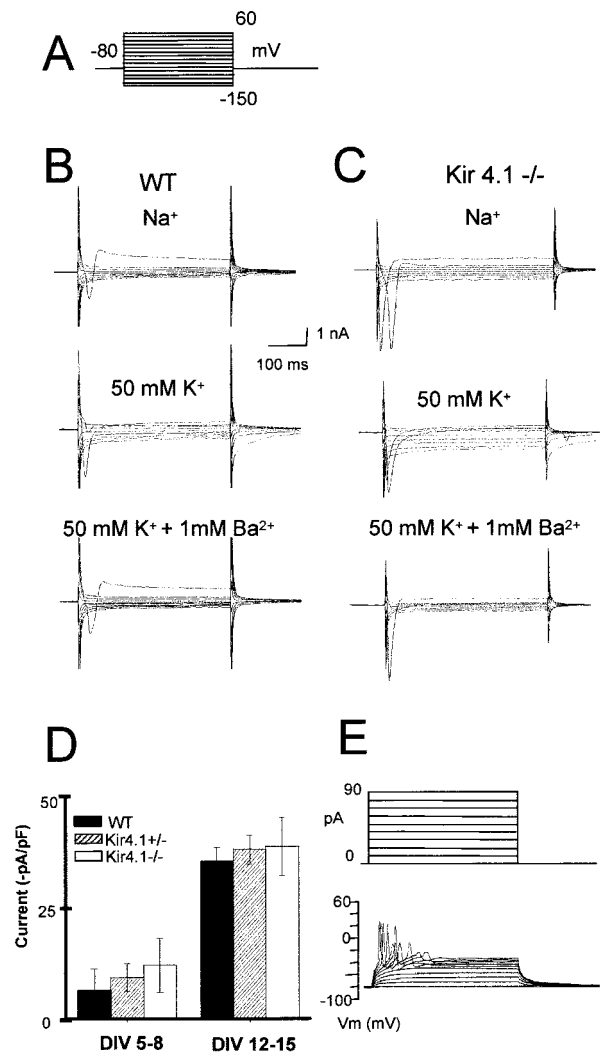 A
60
-80
mV
-150
B
C
WT
Kir 4.1 -/-
Na⁺
Na⁺
1 nA
100 ms
50 mM K⁺
50 mM K⁺
50 mM K⁺ + 1mM Ba²⁺
50 mM K⁺ + 1mM Ba²⁺
D
E
50
25
0
Current (-pA/pF)
WT
Kir4.1+/-
Kir4.1-/-
DIV 5-8
DIV 12-15
90
pA
0
60
0
-100
Vm (mV)